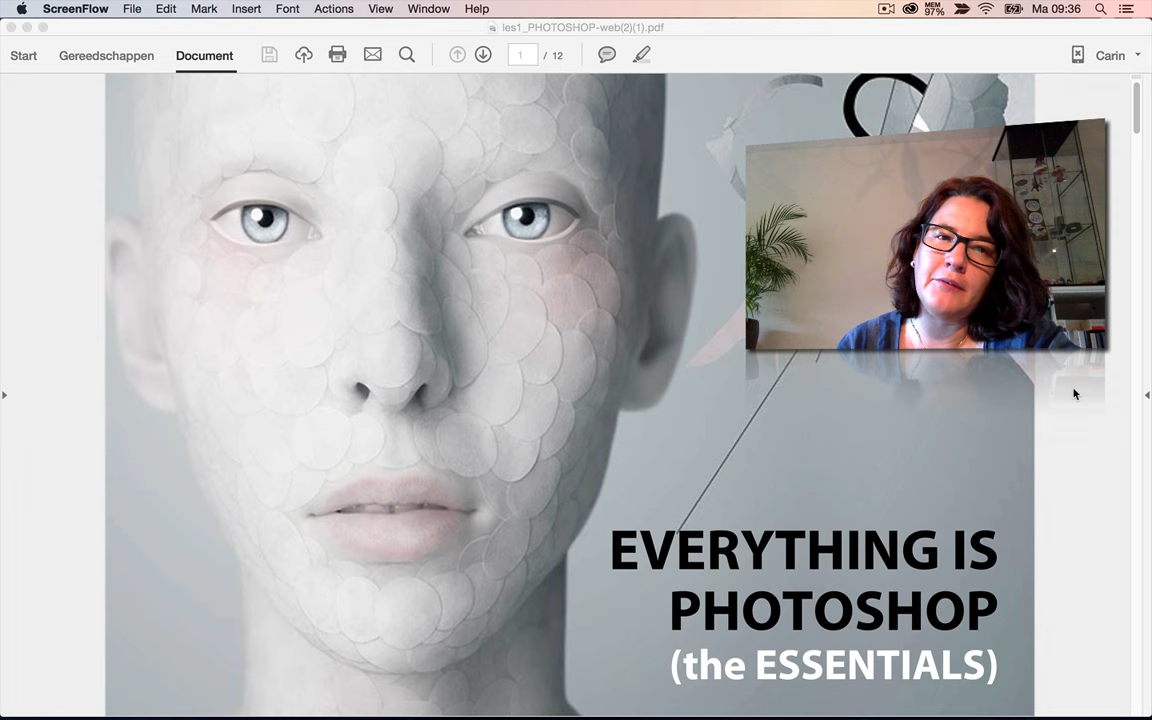 ScreenFlow File Edit Mark Insert Font Actions View Window Help MEM 97% Ma 09:36
les1_PHOTOSHOP-web(2)(1).pdf
Start Gereedschappen Document 1 / 12 Carin
EVERYTHING IS
PHOTOSHOP
(the ESSENTIALS)